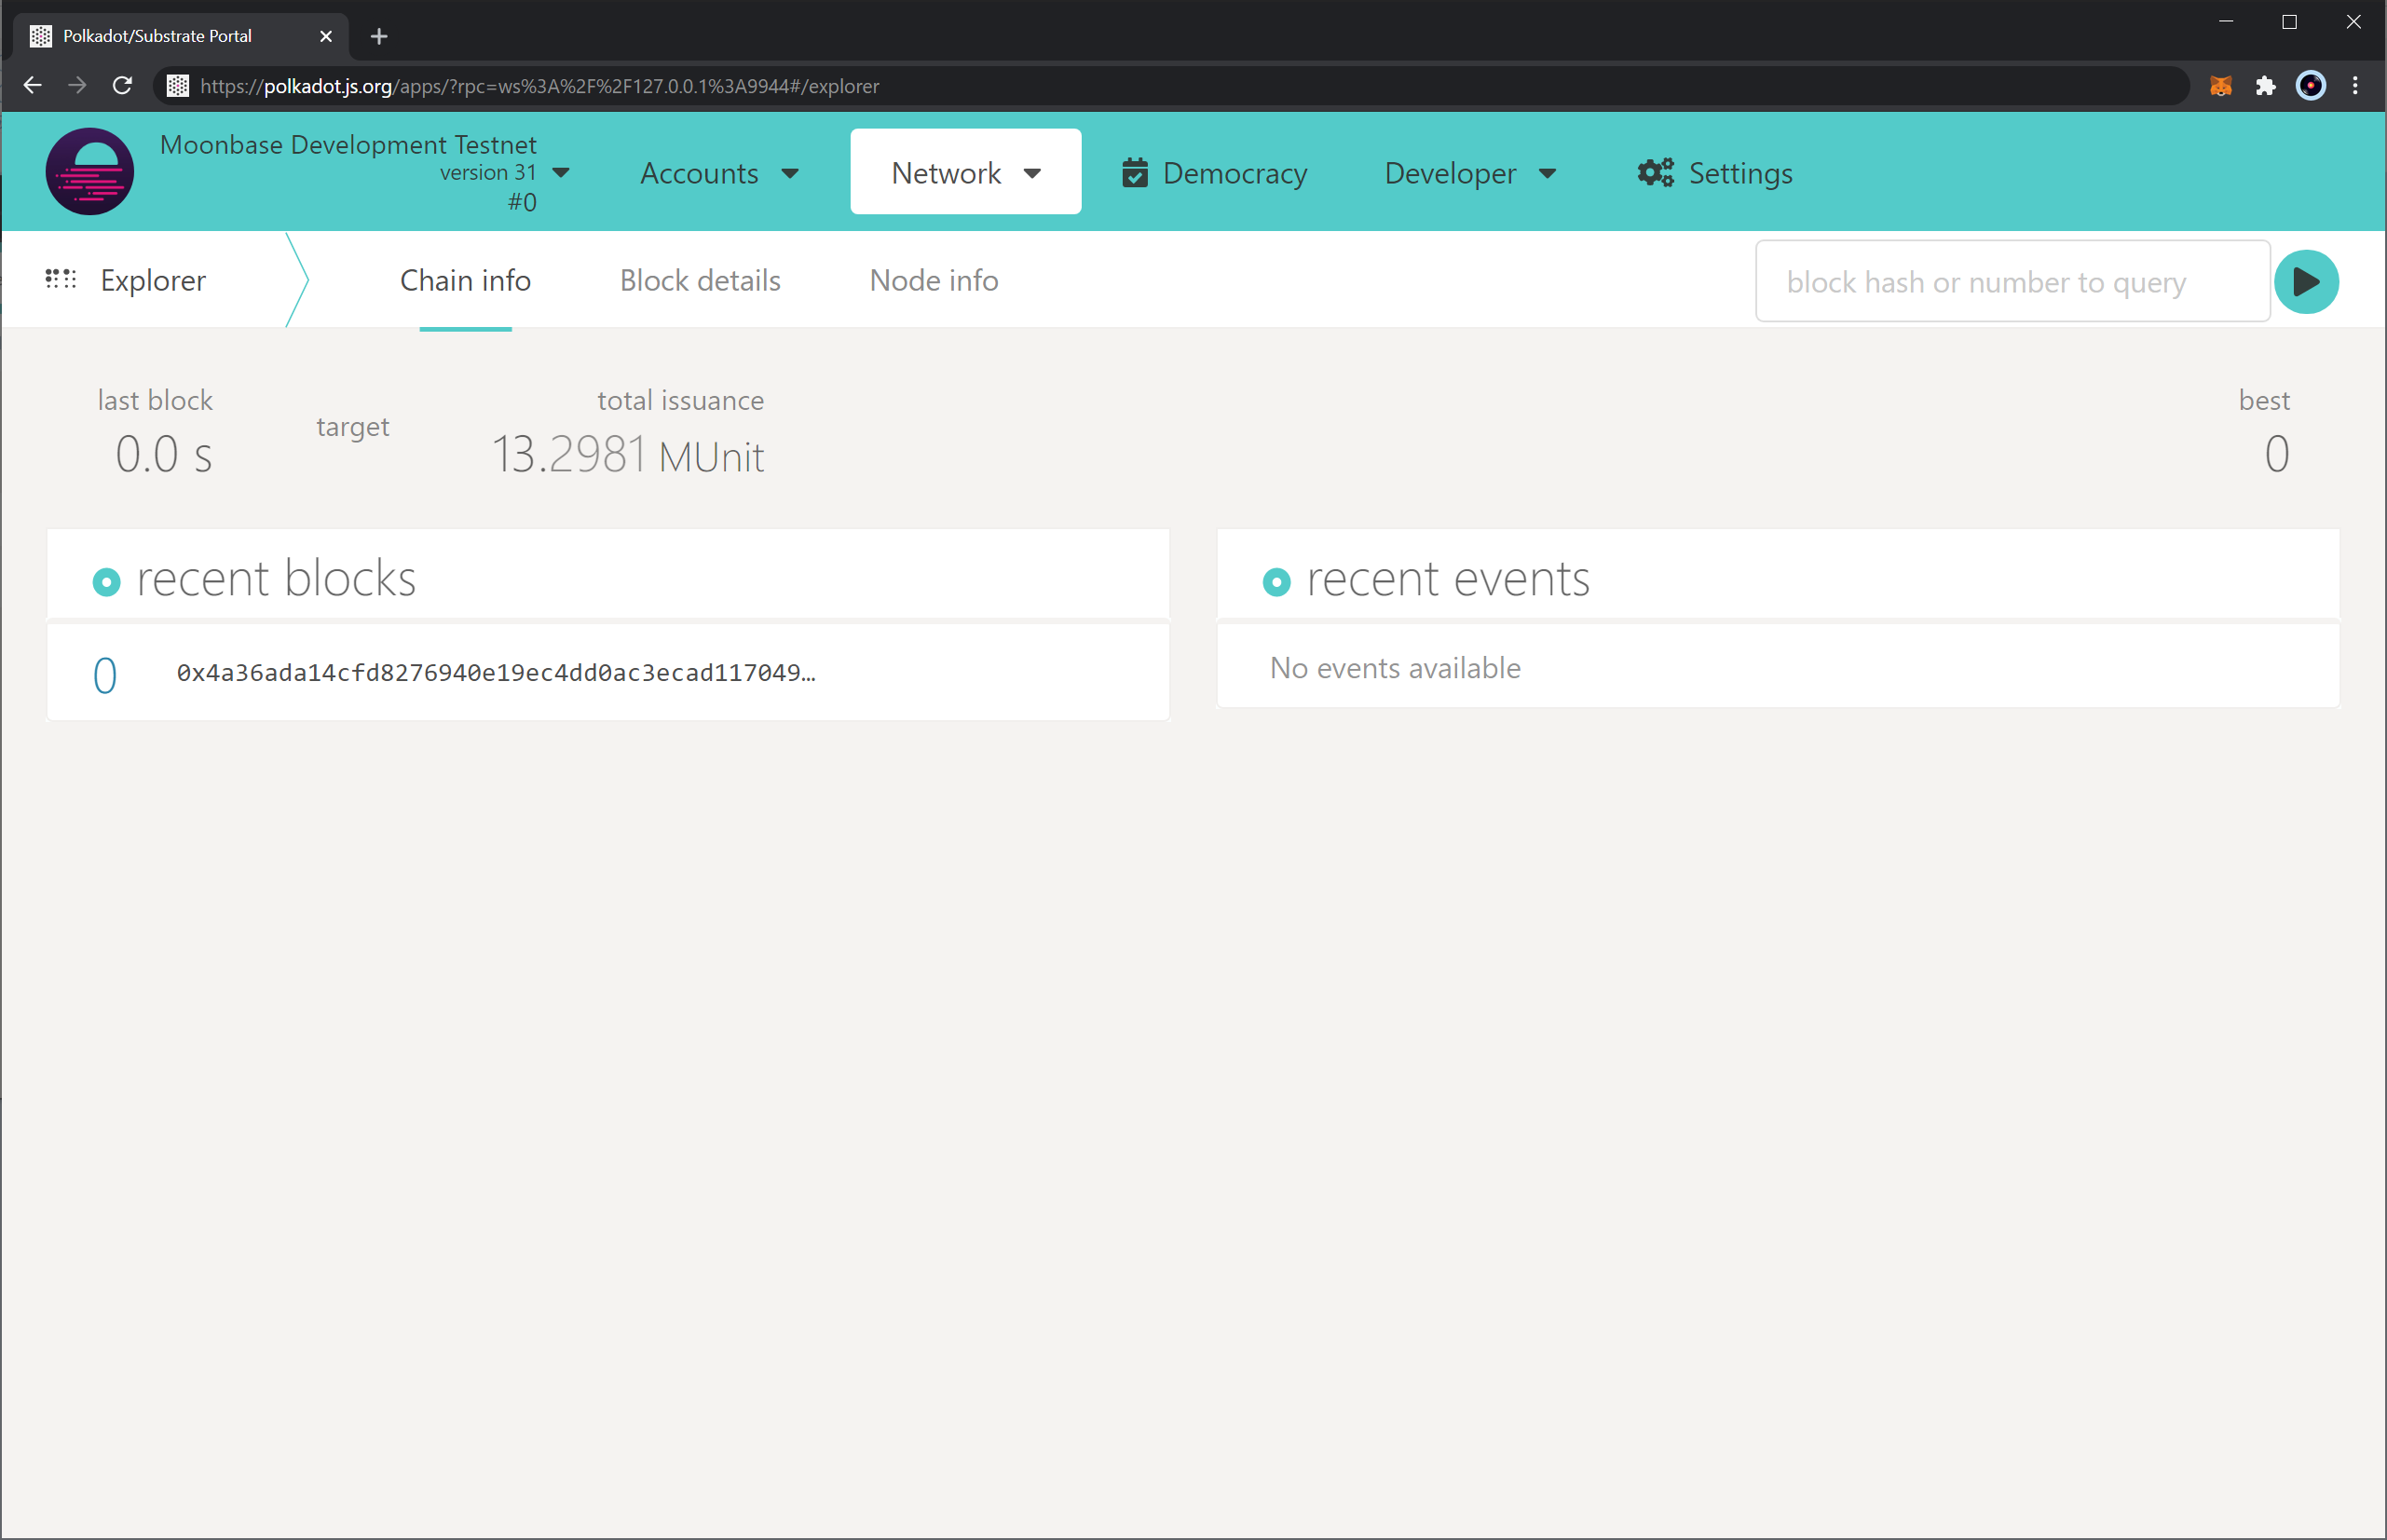 Polkadot/Substrate Portal
https://polkadot.js.org/apps/?rpc=ws%3A%2F%2F127.0.0.1%3A9944#/explorer
Moonbase Development Testnet
version 31
#0
Accounts
Network
Democracy
Developer
Settings
Explorer
Chain info
Block details
Node info
block hash or number to query
last block
0.0 s
target
total issuance
13.2981 MUnit
best
0
recent blocks
0
0x4a36ada14cfd8276940e19ec4dd0ac3ecad117049…
recent events
No events available